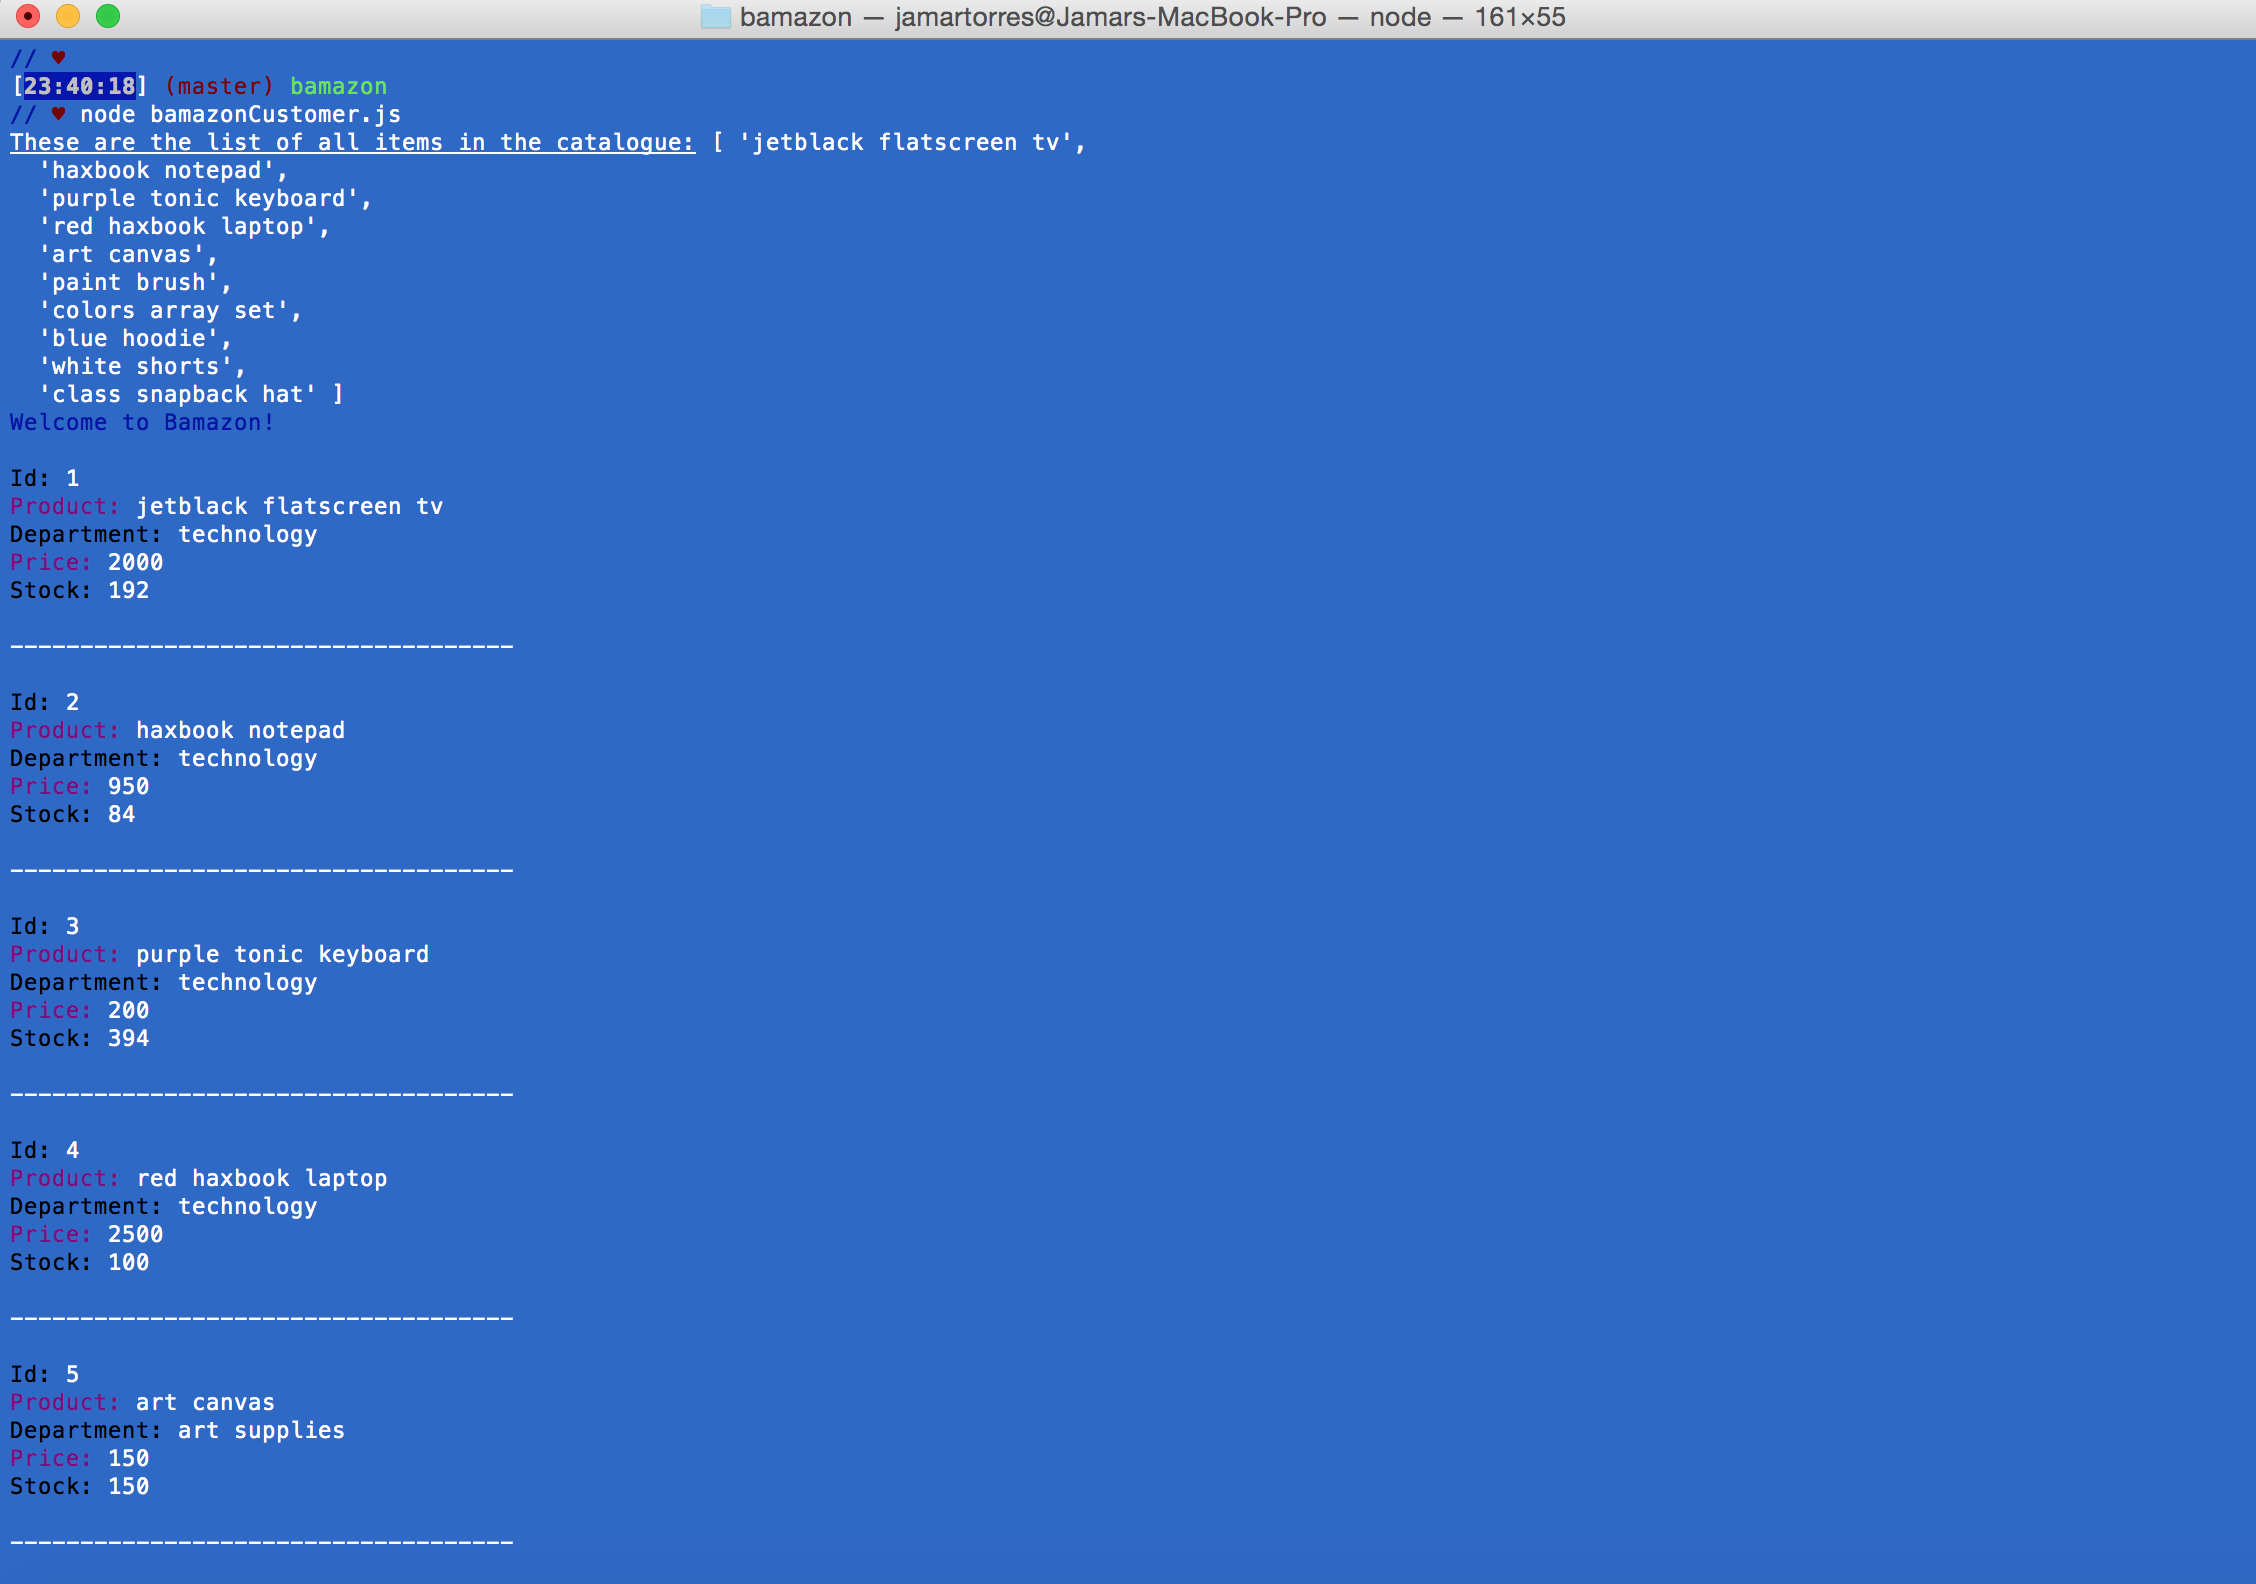 bamazon — jamartorres@Jamars-MacBook-Pro — node — 161×55
// ♥
[23:40:18] (master) bamazon
// ♥ node bamazonCustomer.js
These are the list of all items in the catalogue: [ 'jetblack flatscreen tv',
  'haxbook notepad',
  'purple tonic keyboard',
  'red haxbook laptop',
  'art canvas',
  'paint brush',
  'colors array set',
  'blue hoodie',
  'white shorts',
  'class snapback hat' ]
Welcome to Bamazon!
Id: 1
Product: jetblack flatscreen tv
Department: technology
Price: 2000
Stock: 192
------------------------------------
Id: 2
Product: haxbook notepad
Department: technology
Price: 950
Stock: 84
------------------------------------
Id: 3
Product: purple tonic keyboard
Department: technology
Price: 200
Stock: 394
------------------------------------
Id: 4
Product: red haxbook laptop
Department: technology
Price: 2500
Stock: 100
------------------------------------
Id: 5
Product: art canvas
Department: art supplies
Price: 150
Stock: 150
------------------------------------